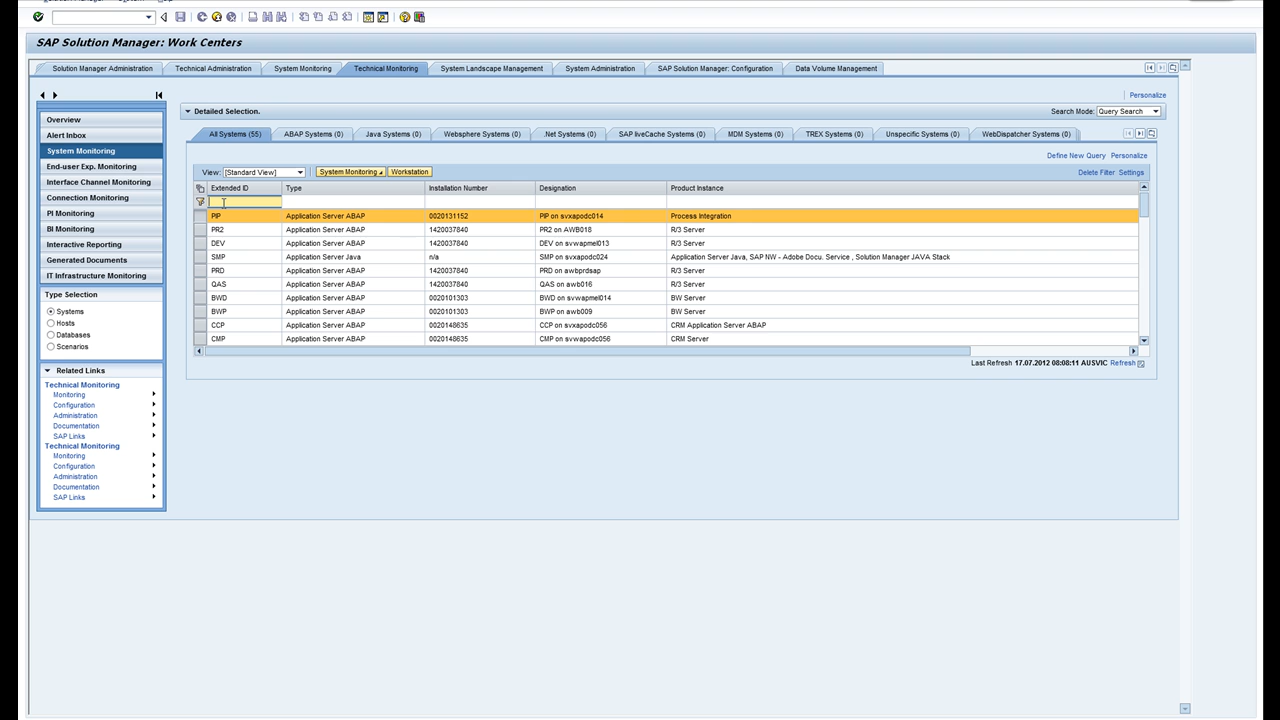 SAP Solution Manager: Work Centers
Solution Manager Administration Technical Administration System Monitoring Technical Monitoring System Landscape Management System Administration SAP Solution Manager: Configuration Data Volume Management
Personalize
Detailed Selection. Search Mode: Query Search
Overview
Alert Inbox
System Monitoring
End-user Exp. Monitoring
Interface Channel Monitoring
Connection Monitoring
PI Monitoring
BI Monitoring
Interactive Reporting
Generated Documents
IT Infrastructure Monitoring
Type Selection
Systems
Hosts
Databases
Scenarios
Related Links
Technical Monitoring
Monitoring
Configuration
Administration
Documentation
SAP Links
Technical Monitoring
Monitoring
Configuration
Administration
Documentation
SAP Links
All Systems (55) ABAP Systems (0) Java Systems (0) Websphere Systems (0) .Net Systems (0) SAP liveCache Systems (0) MDM Systems (0) TREX Systems (0) Unspecific Systems (0) WebDispatcher Systems (0)
Define New Query Personalize
View: [Standard View] System Monitoring Workstation Delete Filter Settings
Extended ID Type Installation Number Designation Product Instance
PIP Application Server ABAP 0020131152 PIP on svxapodc014 Process Integration
PR2 Application Server ABAP 1420037840 PR2 on AWB018 R/3 Server
DEV Application Server ABAP 1420037840 DEV on svwapmel013 R/3 Server
SMP Application Server Java n/a SMP on svxapodc024 Application Server Java, SAP NW - Adobe Docu. Service , Solution Manager JAVA Stack
PRD Application Server ABAP 1420037840 PRD on awbprdsap R/3 Server
QAS Application Server ABAP 1420037840 QAS on awb016 R/3 Server
BWD Application Server ABAP 0020101303 BWD on svwapmel014 BW Server
BWP Application Server ABAP 0020101303 BWP on awb009 BW Server
CCP Application Server ABAP 0020148635 CCP on svxapodc056 CRM Application Server ABAP
CMP Application Server ABAP 0020148635 CMP on svwapodc056 CRM Server
Last Refresh 17.07.2012 08:08:11 AUSVIC Refresh